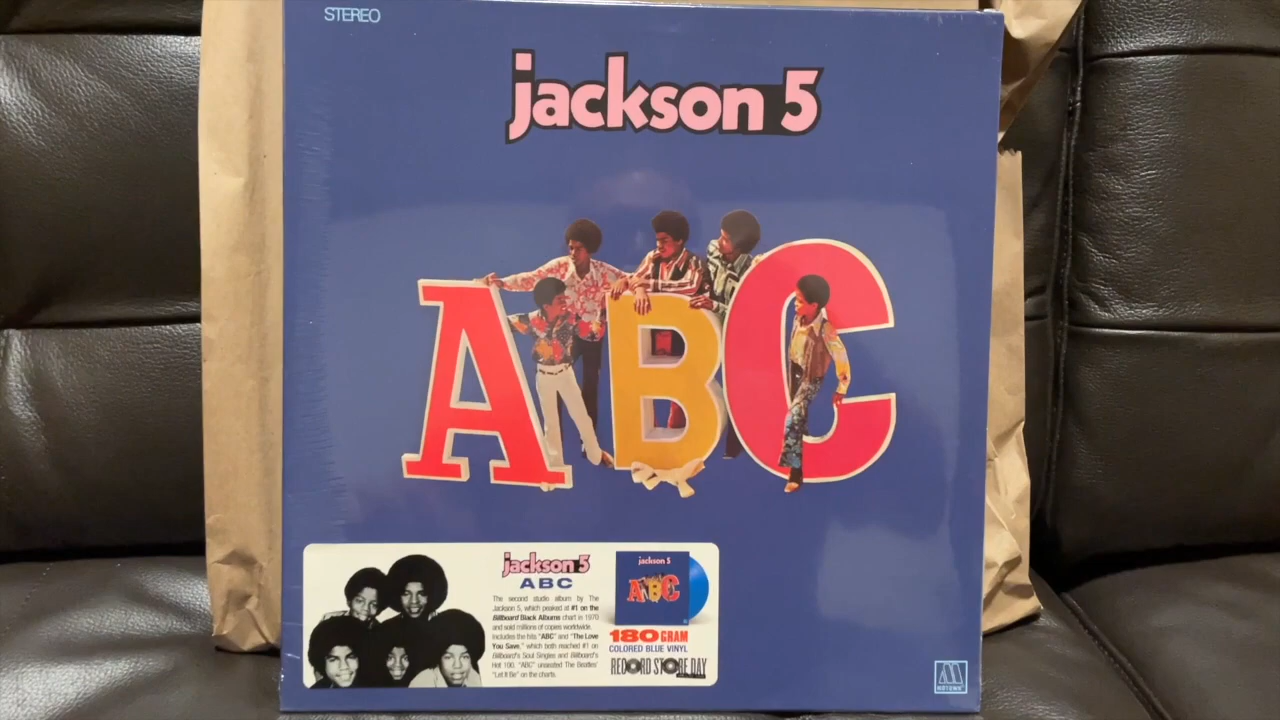 STEREO
jackson 5
ABC
jackson 5
ABC
The second studio album by The
Jackson 5, which peaked at #1 on the
Billboard Black Albums chart in 1970
and sold millions of copies worldwide.
Includes the hits "ABC" and "The Love
You Save," which both reached #1 on
Billboard's Soul Singles and Billboard's
Hot 100. "ABC" unseated The Beatles'
"Let It Be" on the charts.
jackson 5
ABC
180 GRAM
COLORED BLUE VINYL
RECORD STORE DAY
MOTOWN